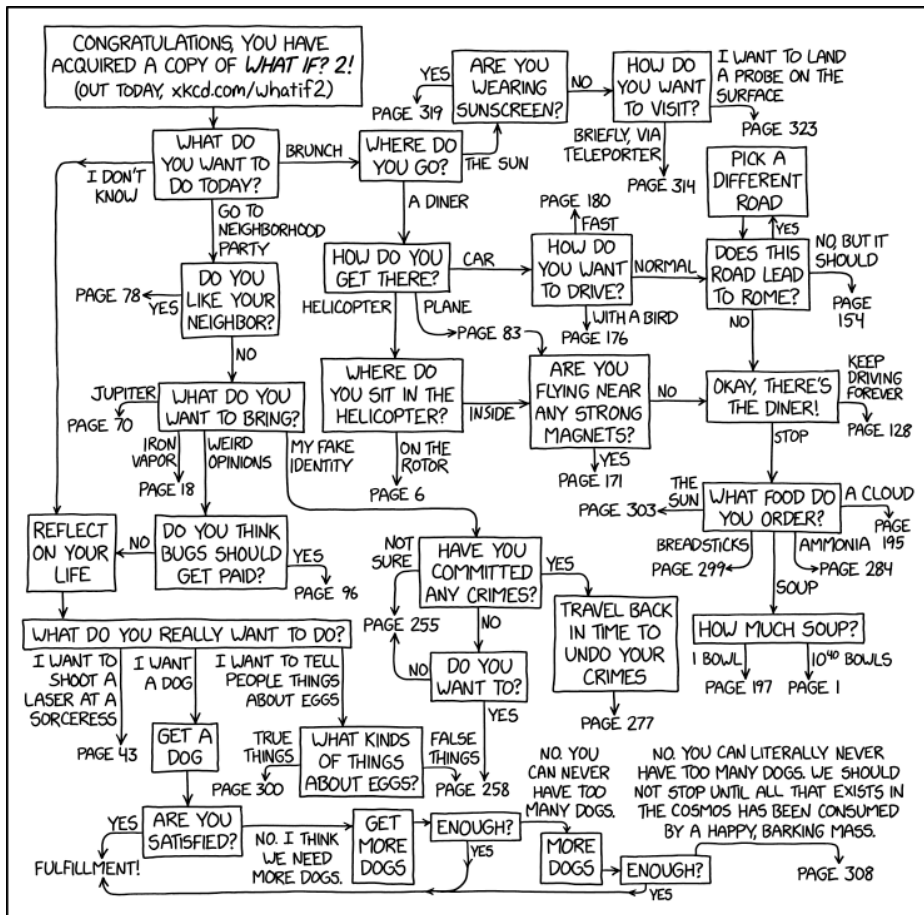 CONGRATULATIONS, YOU HAVE
ACQUIRED A COPY OF WHAT IF? 2!
(OUT TODAY, xkcd.com/whatif2)
WHAT DO
YOU WANT TO
DO TODAY?
I DON'T
KNOW
BRUNCH
GO TO
NEIGHBORHOOD
PARTY
WHERE DO
YOU GO?
THE SUN
A DINER
ARE YOU
WEARING
SUNSCREEN?
YES
PAGE 319
NO
HOW DO
YOU WANT
TO VISIT?
I WANT TO LAND
A PROBE ON THE
SURFACE
PAGE 323
BRIEFLY, VIA
TELEPORTER
PAGE 314
DO YOU
LIKE YOUR
NEIGHBOR?
YES
PAGE 78
NO
HOW DO YOU
GET THERE?
CAR
HELICOPTER
PLANE
PAGE 83
HOW DO
YOU WANT
TO DRIVE?
FAST
PAGE 180
NORMAL
WITH A BIRD
PAGE 176
PICK A
DIFFERENT
ROAD
YES
DOES THIS
ROAD LEAD
TO ROME?
NO, BUT IT
SHOULD
PAGE
154
NO
WHAT DO YOU
WANT TO BRING?
JUPITER
PAGE 70
IRON
VAPOR
PAGE 18
WEIRD
OPINIONS
MY FAKE
IDENTITY
WHERE DO
YOU SIT IN THE
HELICOPTER?
INSIDE
ON THE
ROTOR
PAGE 6
ARE YOU
FLYING NEAR
ANY STRONG
MAGNETS?
NO
YES
PAGE 171
OKAY, THERE'S
THE DINER!
KEEP
DRIVING
FOREVER
PAGE 128
STOP
WHAT FOOD DO
YOU ORDER?
THE
SUN
PAGE 303
A CLOUD
PAGE
195
BREADSTICKS
PAGE 299
AMMONIA
PAGE 284
SOUP
HOW MUCH SOUP?
1 BOWL
PAGE 197
10⁴⁰ BOWLS
PAGE 1
REFLECT
ON YOUR
LIFE
NO
DO YOU THINK
BUGS SHOULD
GET PAID?
YES
PAGE 96
HAVE YOU
COMMITTED
ANY CRIMES?
NOT
SURE
PAGE 255
YES
NO
TRAVEL BACK
IN TIME TO
UNDO YOUR
CRIMES
PAGE 277
DO YOU
WANT TO?
NO
YES
PAGE 258
WHAT DO YOU REALLY WANT TO DO?
I WANT TO
SHOOT A
LASER AT A
SORCERESS
PAGE 43
I WANT
A DOG
I WANT TO TELL
PEOPLE THINGS
ABOUT EGGS
GET A
DOG
WHAT KINDS
OF THINGS
ABOUT EGGS?
TRUE
THINGS
PAGE 300
FALSE
THINGS
ARE YOU
SATISFIED?
YES
FULFILLMENT!
NO. I THINK
WE NEED
MORE DOGS.
GET
MORE
DOGS
ENOUGH?
YES
NO. YOU
CAN NEVER
HAVE TOO
MANY DOGS.
MORE
DOGS
ENOUGH?
YES
NO. YOU CAN LITERALLY NEVER
HAVE TOO MANY DOGS. WE SHOULD
NOT STOP UNTIL ALL THAT EXISTS IN
THE COSMOS HAS BEEN CONSUMED
BY A HAPPY, BARKING MASS.
PAGE 308